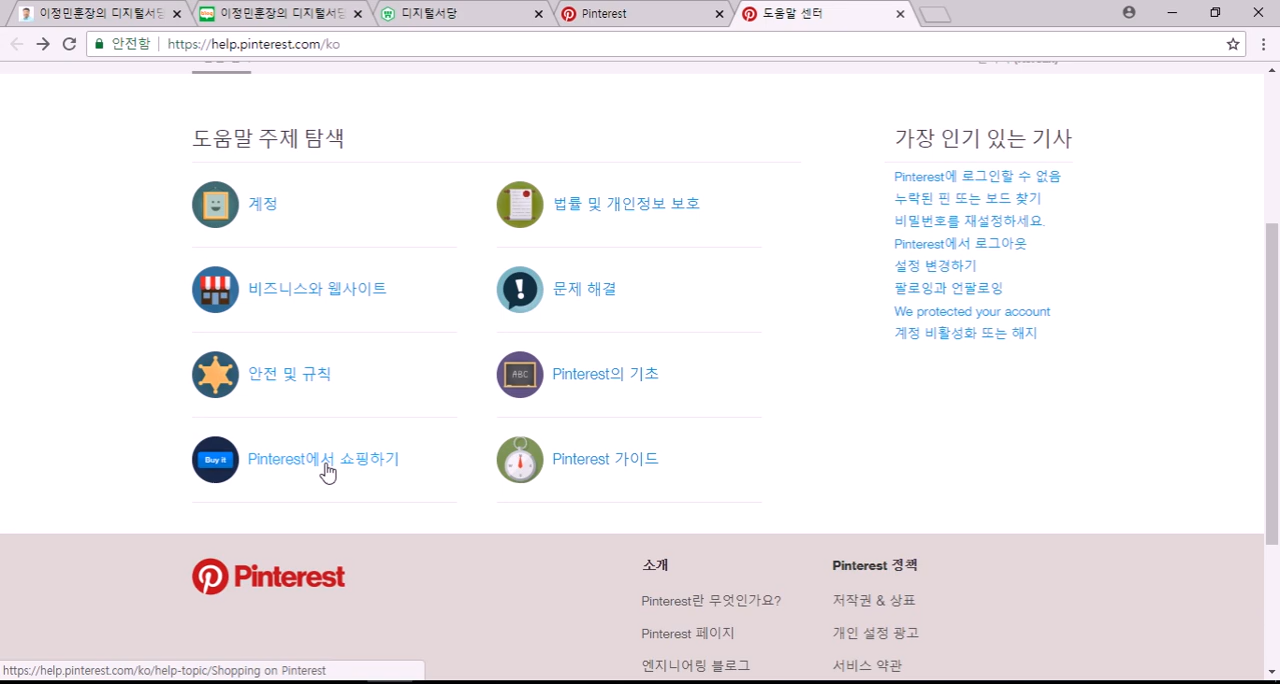 이정민훈장의 디지털서당
이정민훈장의 디지털서당
디지털서당
Pinterest
도움말 센터
안전함
https://help.pinterest.com/ko
도움말 주제 탐색
계정
법률 및 개인정보 보호
비즈니스와 웹사이트
문제 해결
안전 및 규칙
ABC
Pinterest의 기초
Buy it
Pinterest에서 쇼핑하기
Pinterest 가이드
가장 인기 있는 기사
Pinterest에 로그인할 수 없음
누락된 핀 또는 보드 찾기
비밀번호를 재설정하세요.
Pinterest에서 로그아웃
설정 변경하기
팔로잉과 언팔로잉
We protected your account
계정 비활성화 또는 해지
Pinterest
소개
Pinterest란 무엇인가요?
Pinterest 페이지
엔지니어링 블로그
Pinterest 정책
저작권 & 상표
개인 설정 광고
서비스 약관
https://help.pinterest.com/ko/help-topic/Shopping on Pinterest